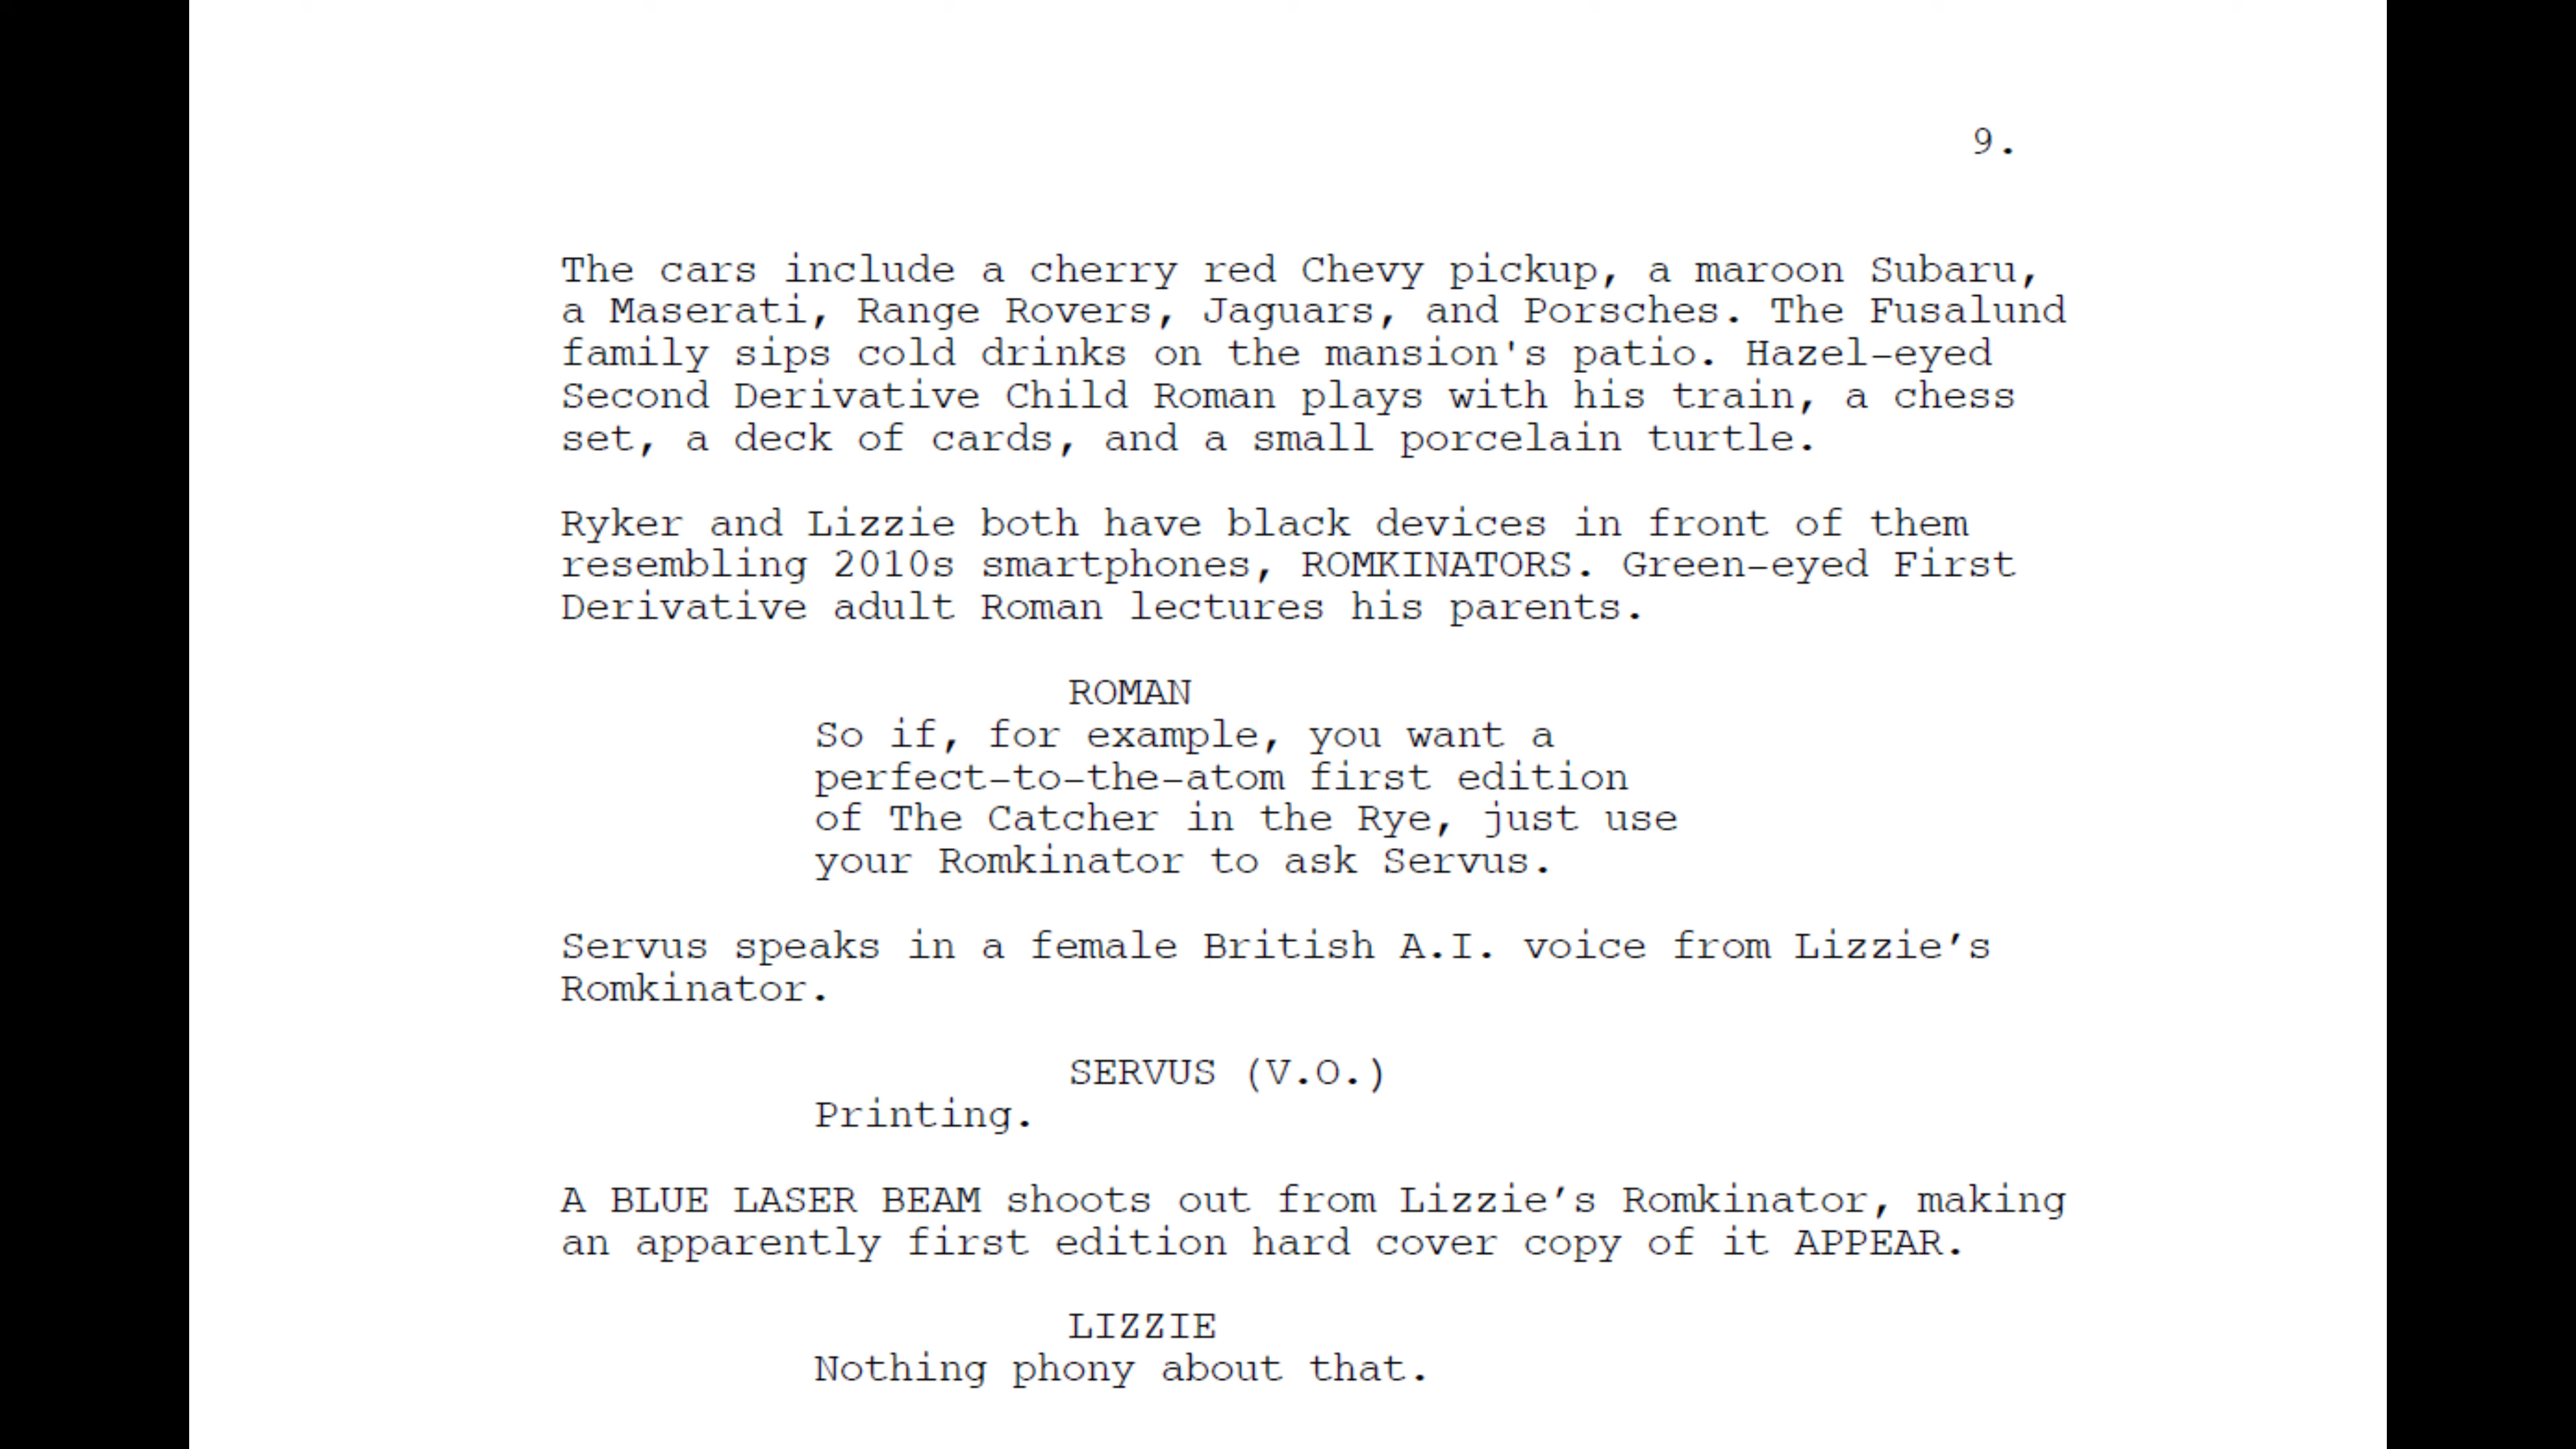 9.
The cars include a cherry red Chevy pickup, a maroon Subaru,
a Maserati, Range Rovers, Jaguars, and Porsches. The Fusalund
family sips cold drinks on the mansion's patio. Hazel-eyed
Second Derivative Child Roman plays with his train, a chess
set, a deck of cards, and a small porcelain turtle.
Ryker and Lizzie both have black devices in front of them
resembling 2010s smartphones, ROMKINATORS. Green-eyed First
Derivative adult Roman lectures his parents.
ROMAN
So if, for example, you want a
perfect-to-the-atom first edition
of The Catcher in the Rye, just use
your Romkinator to ask Servus.
Servus speaks in a female British A.I. voice from Lizzie’s
Romkinator.
SERVUS (V.O.)
Printing.
A BLUE LASER BEAM shoots out from Lizzie’s Romkinator, making
an apparently first edition hard cover copy of it APPEAR.
LIZZIE
Nothing phony about that.